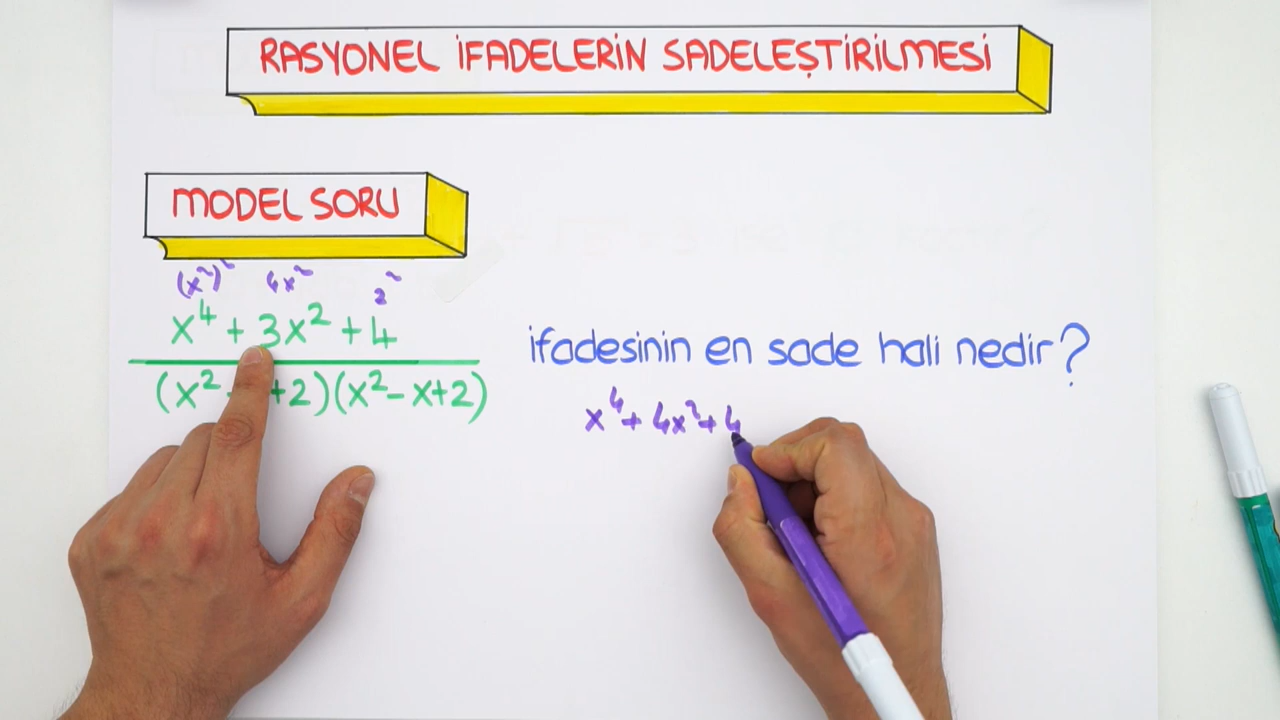 RASYONEL İFADELERİN SADELEŞTİRİLMESİ
MODEL SORU
(x²)² 4x² 2²
x⁴ + 3x² + 4
(x² - +2)(x² - x+2)
ifadesinin en sade hali nedir?
x⁴ + 4x² + 4